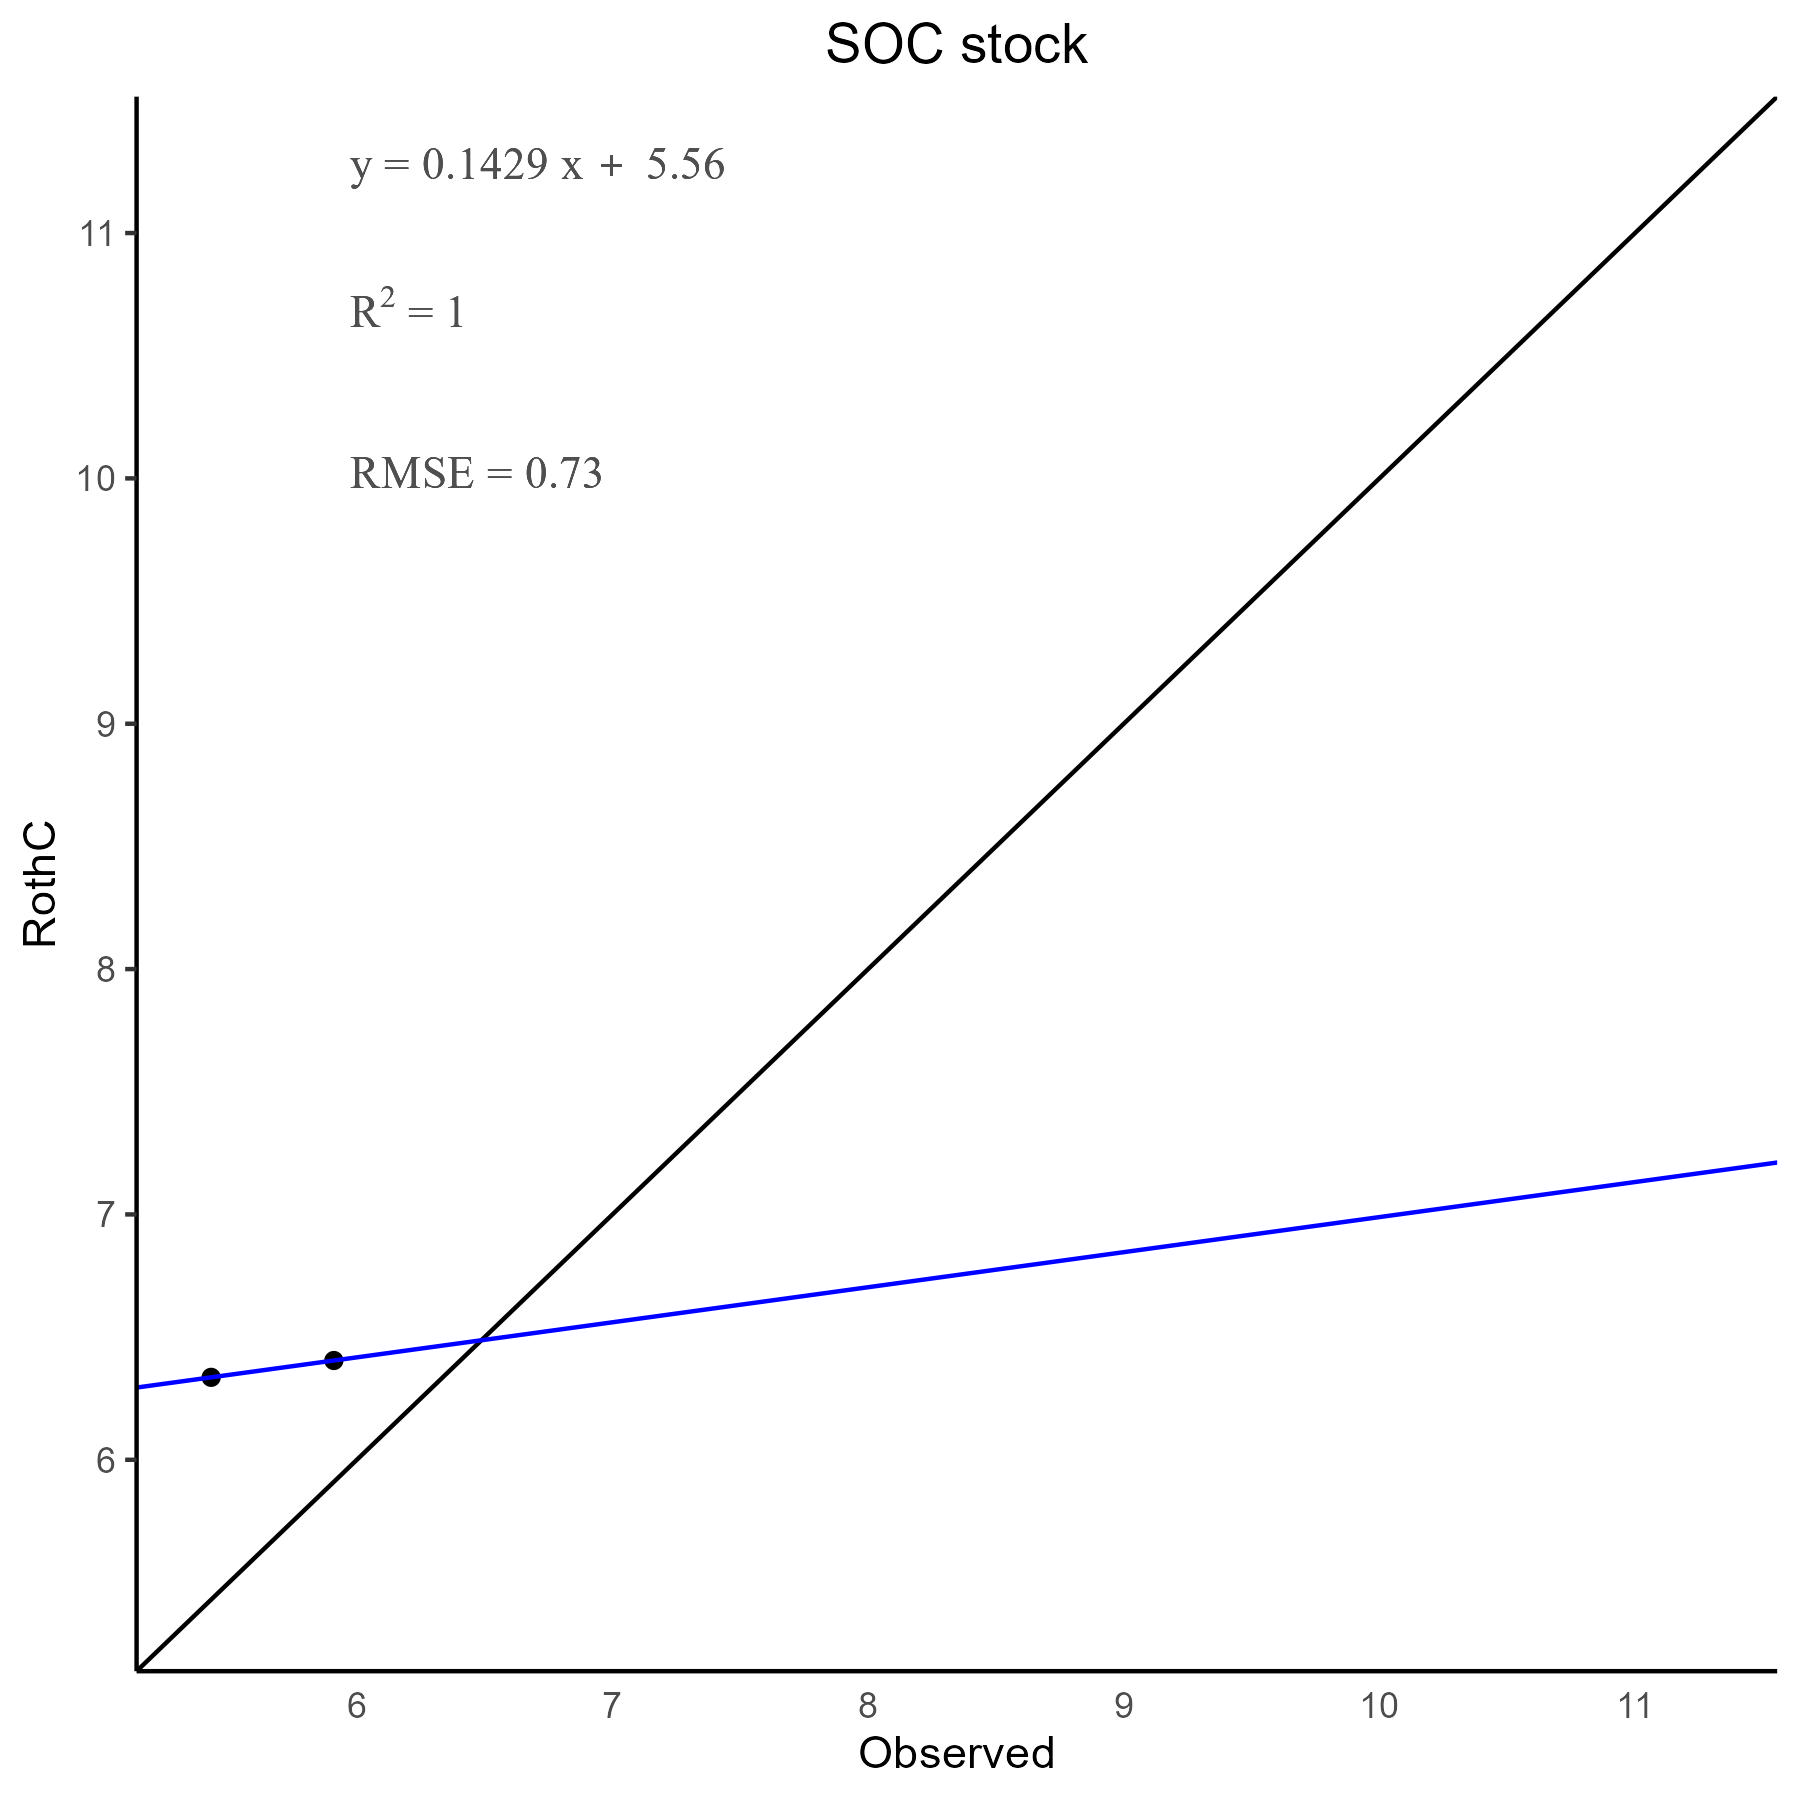 SOC stock
y = 0.1429 x + 5.56
R² = 1
RMSE = 0.73
11
10
9
8
7
6
RothC
6 7 8 9 10 11
Observed